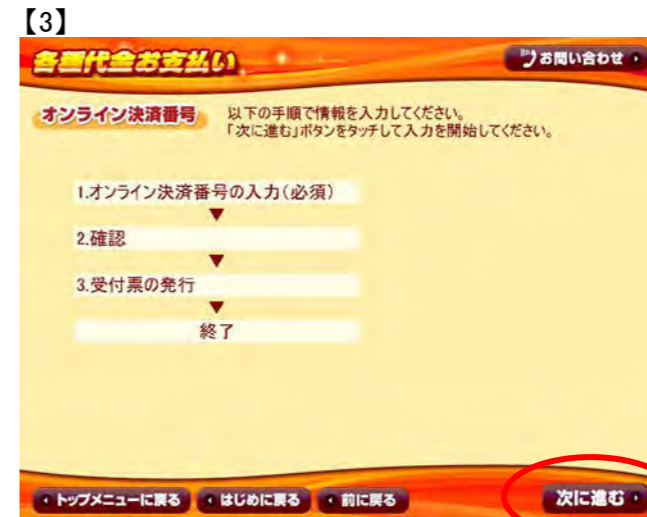 【3】
各種代金お支払い
お問い合わせ
オンライン決済番号
以下の手順で情報を入力してください。
「次に進む」ボタンをタッチして入力を開始してください。
1.オンライン決済番号の入力(必須)
▼
2.確認
▼
3.受付票の発行
▼
終了
トップメニューに戻る
はじめに戻る
前に戻る
次に進む